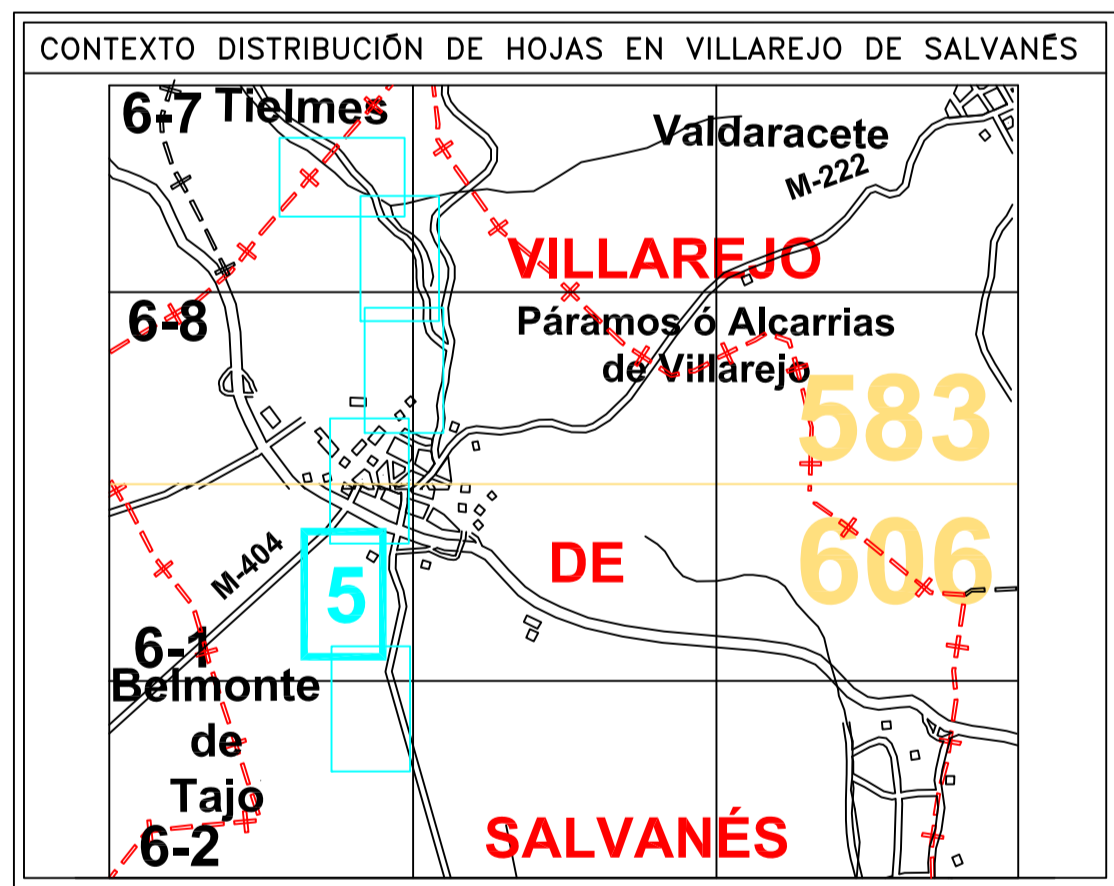 CONTEXTO DISTRIBUCIÓN DE HOJAS EN VILLAREJO DE SALVANÉS
6-7 Tielmes
Valdaracete
M-222
VILLAREJO
6-8
Páramos ó Alcarrias
de Villarejo
583
606
M-404
DE
5
6-1
Belmonte
de
Tajo
6-2
SALVANÉS